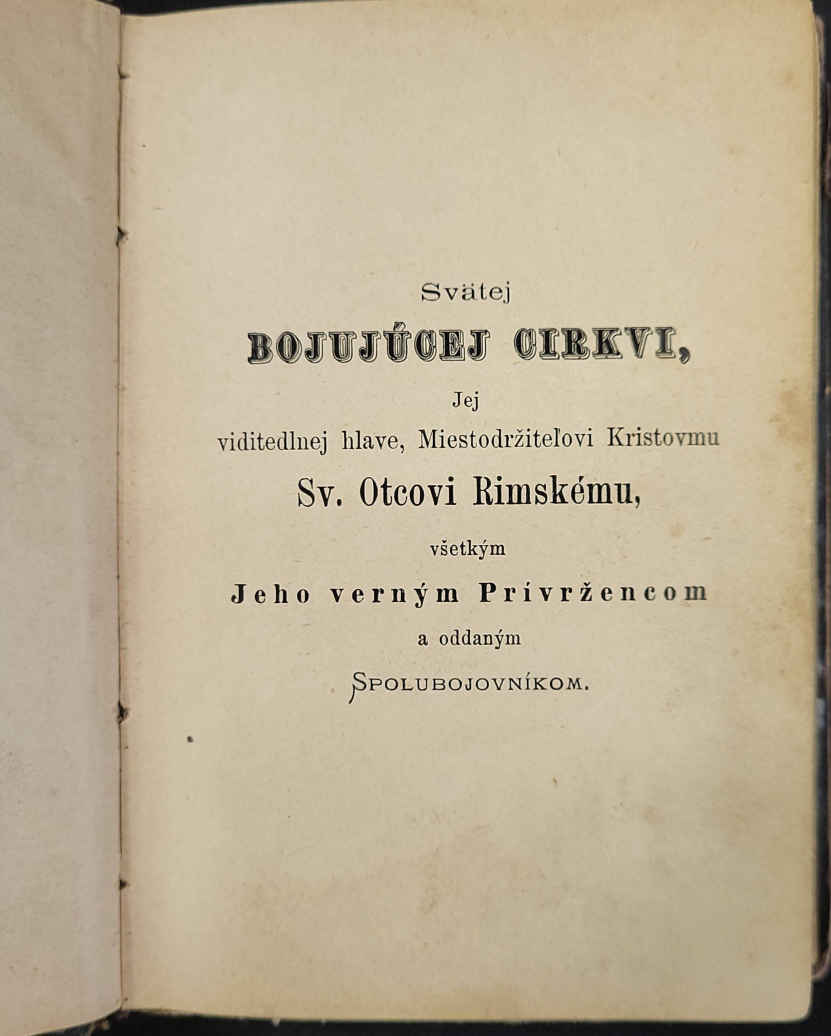 Svätej
BOJUJÚCEJ CIRKVI,
Jej
viditedlnej hlave, Miestodržiteľovi Kristovmu
Sv. Otcovi Rimskému,
všetkým
Jeho verným Prívržencom
a oddaným
SPOLUBOJOVNÍKOM.